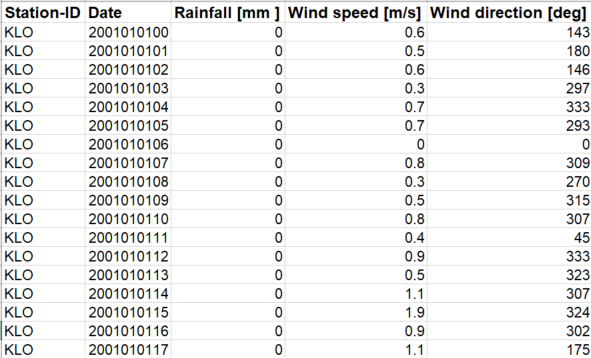 Station-ID Date Rainfall [mm ] Wind speed [m/s] Wind direction [deg]
KLO 2001010100 0 0.6 143
KLO 2001010101 0 0.5 180
KLO 2001010102 0 0.6 146
KLO 2001010103 0 0.3 297
KLO 2001010104 0 0.7 333
KLO 2001010105 0 0.7 293
KLO 2001010106 0 0 0
KLO 2001010107 0 0.8 309
KLO 2001010108 0 0.3 270
KLO 2001010109 0 0.5 315
KLO 2001010110 0 0.8 307
KLO 2001010111 0 0.4 45
KLO 2001010112 0 0.9 333
KLO 2001010113 0 0.5 323
KLO 2001010114 0 1.1 307
KLO 2001010115 0 1.9 324
KLO 2001010116 0 0.9 302
KLO 2001010117 0 1.1 175